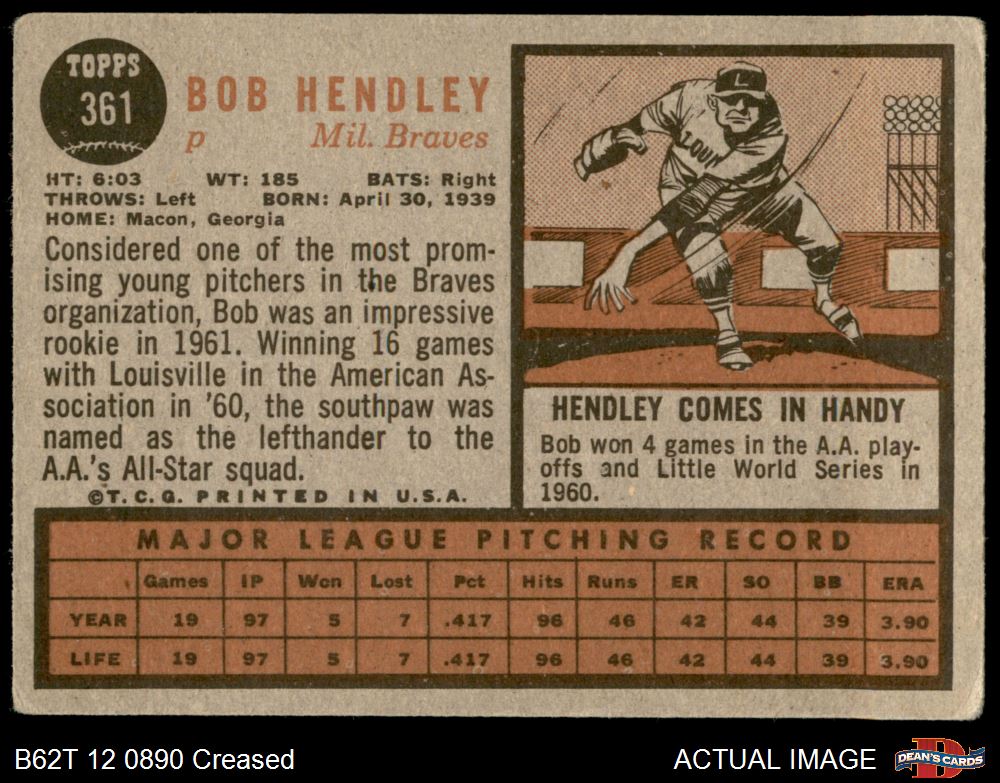 TOPPS
361
BOB HENDLEY
p Mil. Braves
HT: 6:03 WT: 185 BATS: Right
THROWS: Left BORN: April 30, 1939
HOME: Macon, Georgia
Considered one of the most prom-
ising young pitchers in the Braves
organization, Bob was an impressive
rookie in 1961. Winning 16 games
with Louisville in the American As-
sociation in '60, the southpaw was
named as the lefthander to the
A.A.'s All-Star squad.
©T.C.G. PRINTED IN U.S.A.
L
LOUI
HENDLEY COMES IN HANDY
Bob won 4 games in the A.A. play-
offs and Little World Series in
1960.
MAJOR LEAGUE PITCHING RECORD
Games IP Won Lost Pct Hits Runs ER SO BB ERA
YEAR 19 97 5 7 .417 96 46 42 44 39 3.90
LIFE 19 97 5 7 .417 96 46 42 44 39 3.90
B62T 12 0890 Creased
ACTUAL IMAGE
D
DEAN'S CARDS